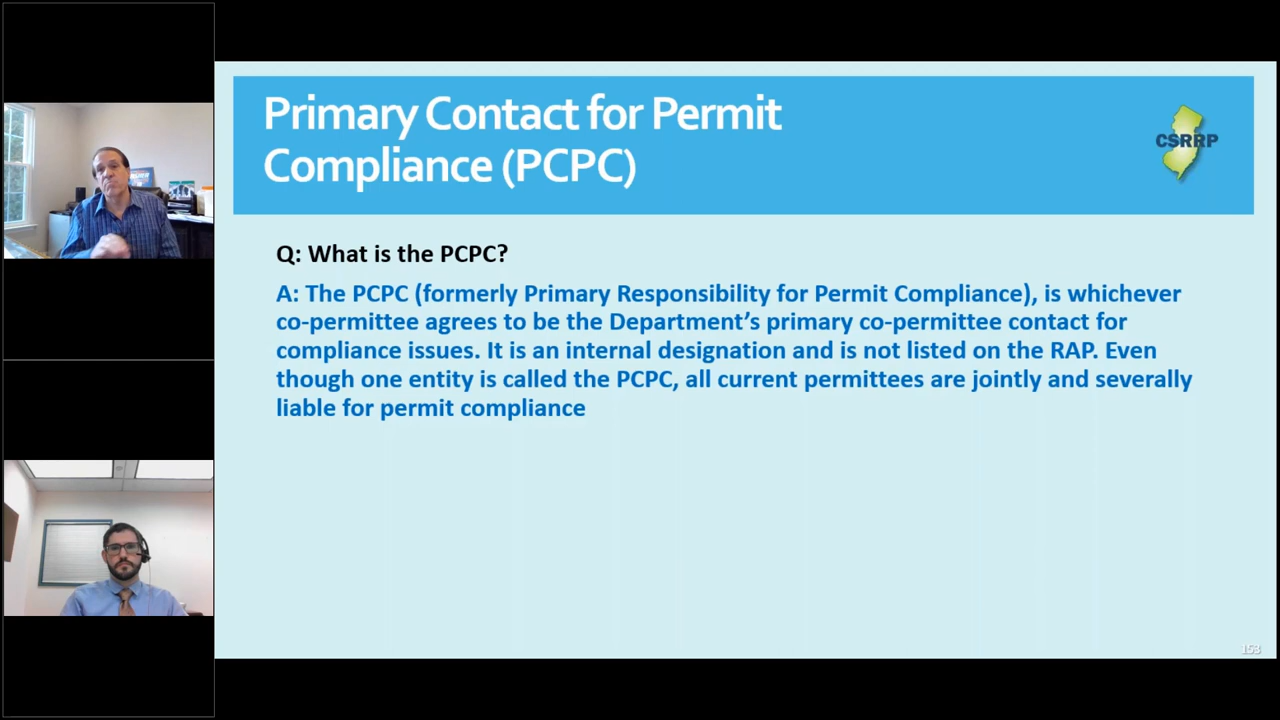 Primary Contact for Permit
Compliance (PCPC)
CSRRP
Q: What is the PCPC?
A: The PCPC (formerly Primary Responsibility for Permit Compliance), is whichever
co-permittee agrees to be the Department's primary co-permittee contact for
compliance issues. It is an internal designation and is not listed on the RAP. Even
though one entity is called the PCPC, all current permittees are jointly and severally
liable for permit compliance
153